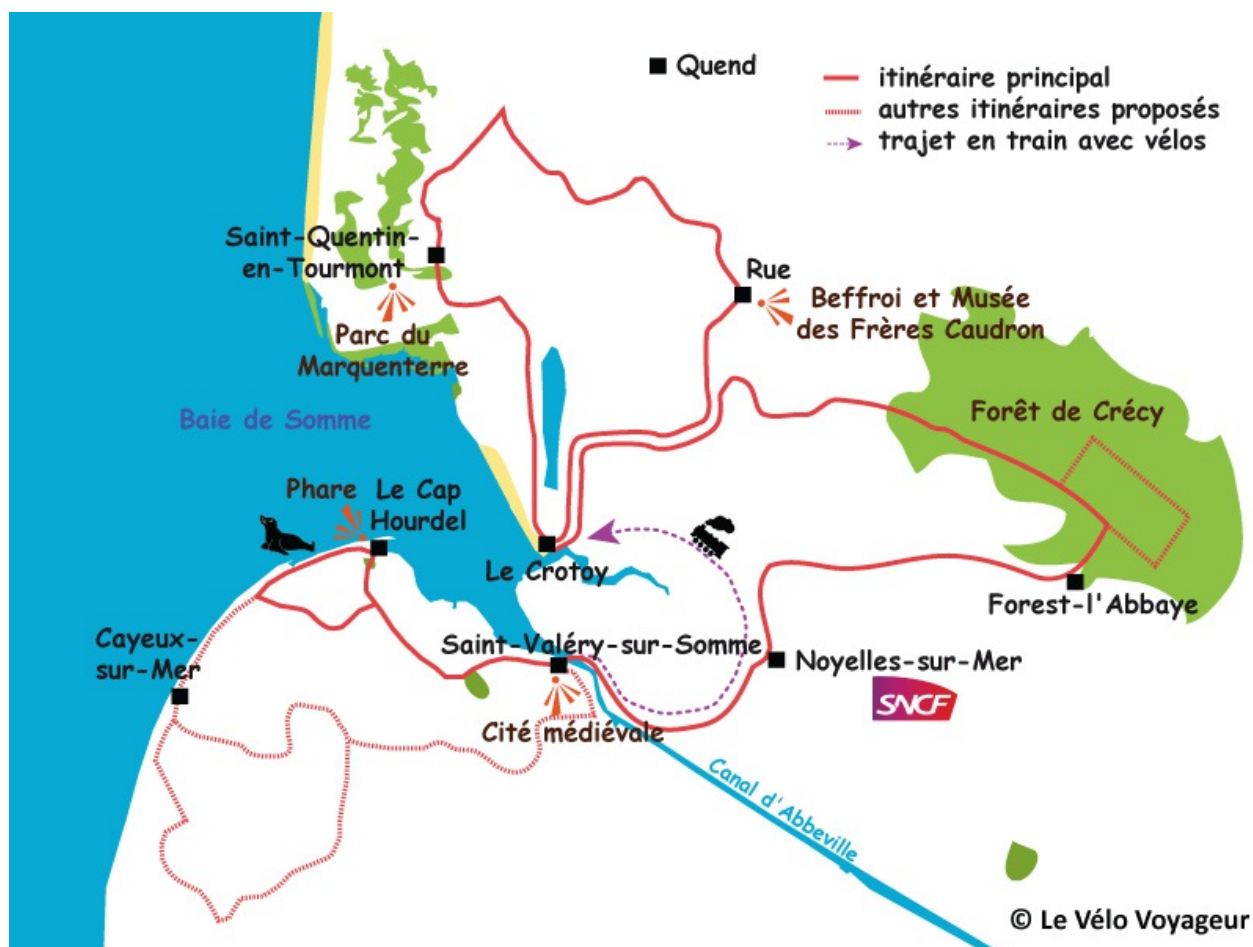 Quend
itinéraire principal
autres itinéraires proposés
trajet en train avec vélos
Saint-Quentin-
en-Tourmont
Rue
Beffroi et Musée
des Frères Caudron
Parc du
Marquenterre
Baie de Somme
Forêt de Crécy
Phare
Le Cap
Hourdel
Le Crotoy
Forest-l'Abbaye
Cayeux-
sur-Mer
Saint-Valéry-sur-Somme
Noyelles-sur-Mer
SNCF
Cité médiévale
Canal d'Abbeville
© Le Vélo Voyageur